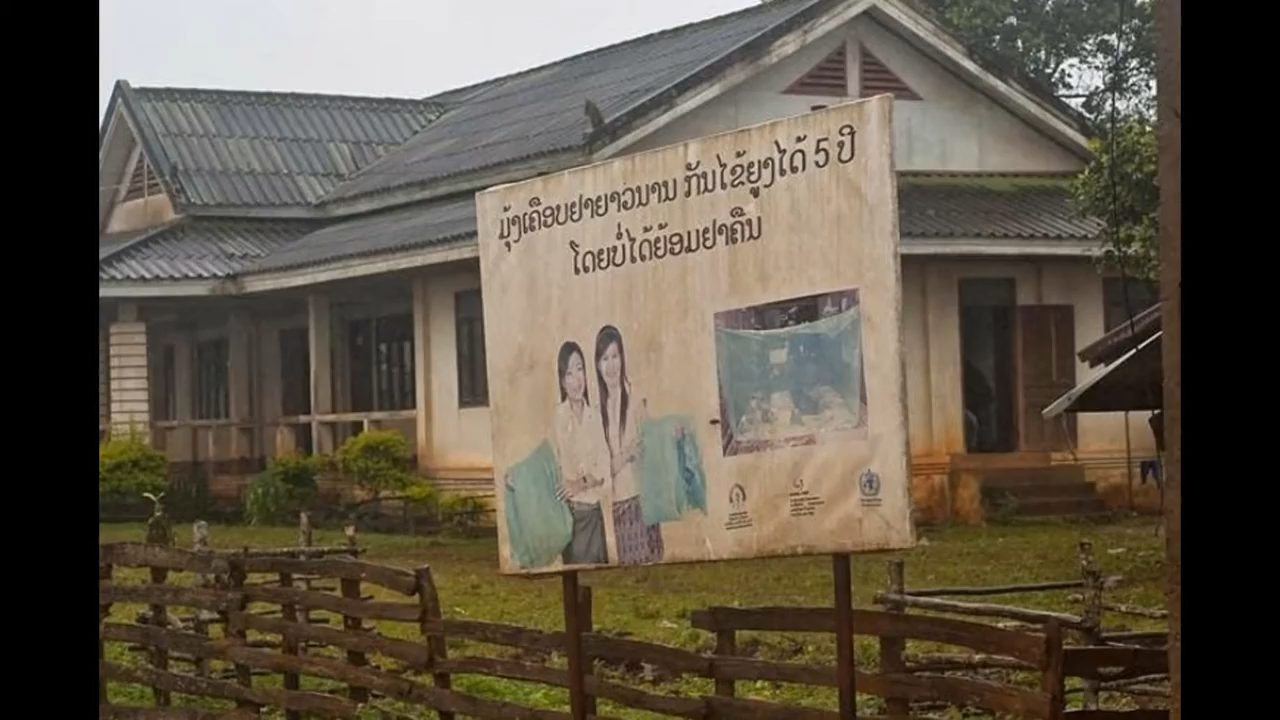 ມຸ້ງເຄືອບຢາຍາວນານ ກັນໄຂ້ຍູງໄດ້ 5 ປີ
ໂດຍບໍ່ໄດ້ຍ້ອມຢາຄືນ